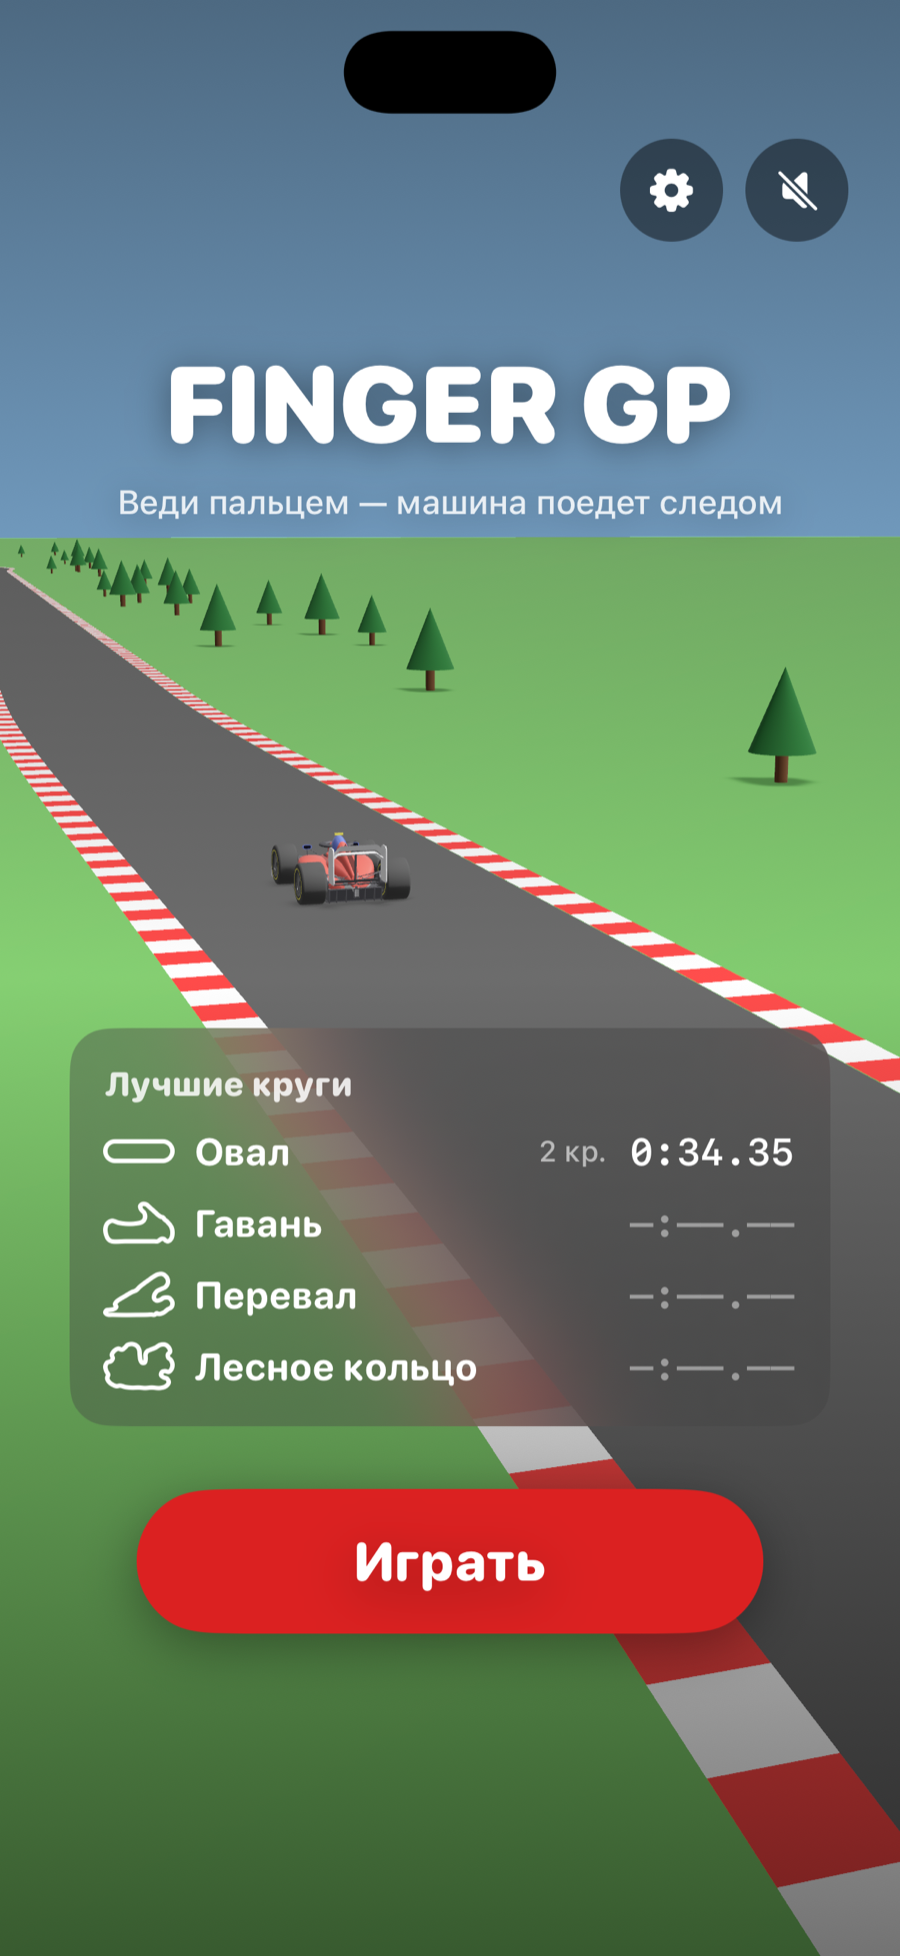 FINGER GP
Веди пальцем — машина поедет следом
Лучшие круги
Овал 2 кр. 0:34.35
Гавань —:——.——
Перевал —:——.——
Лесное кольцо —:——.——
Играть